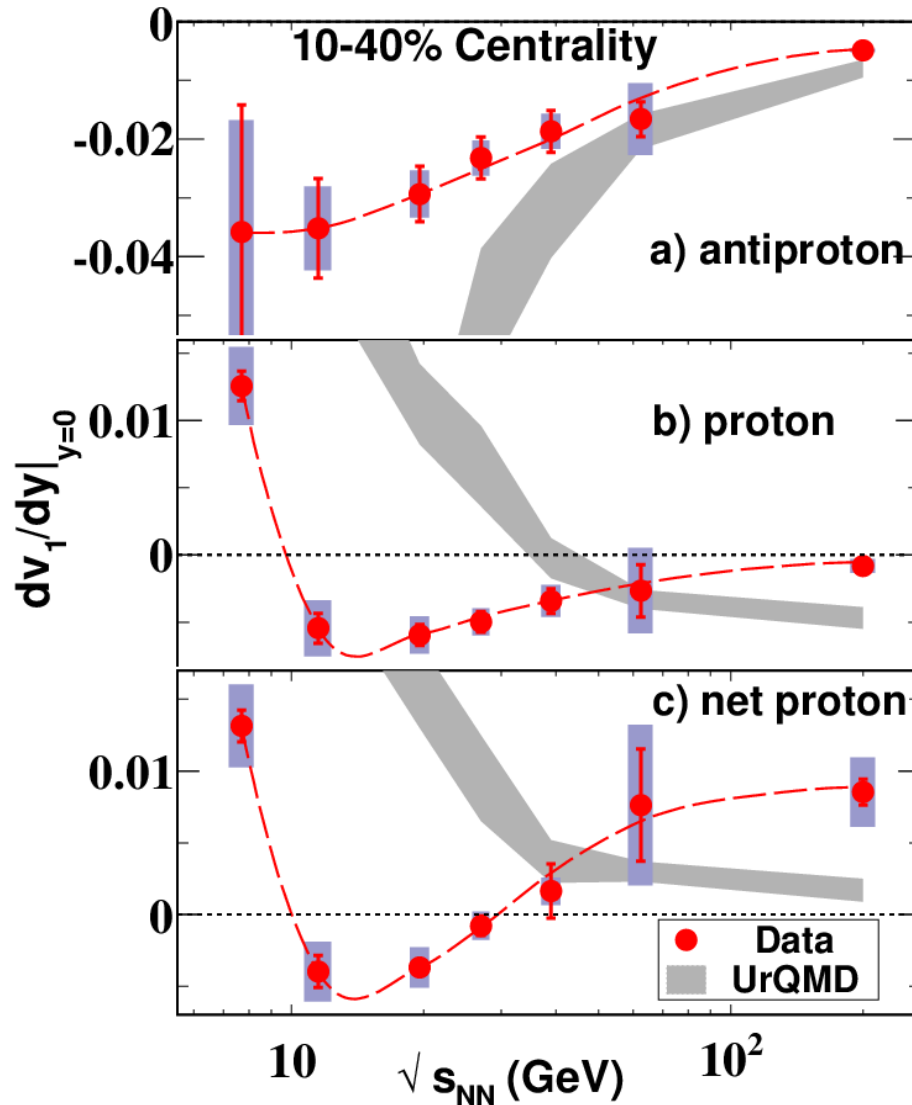 10-40% Centrality
0
-0.02
-0.04
a) antiproton
0.01
0
b) proton
dv1/dy|y=0
0.01
0
c) net proton
Data
UrQMD
10
10²
√ sNN (GeV)